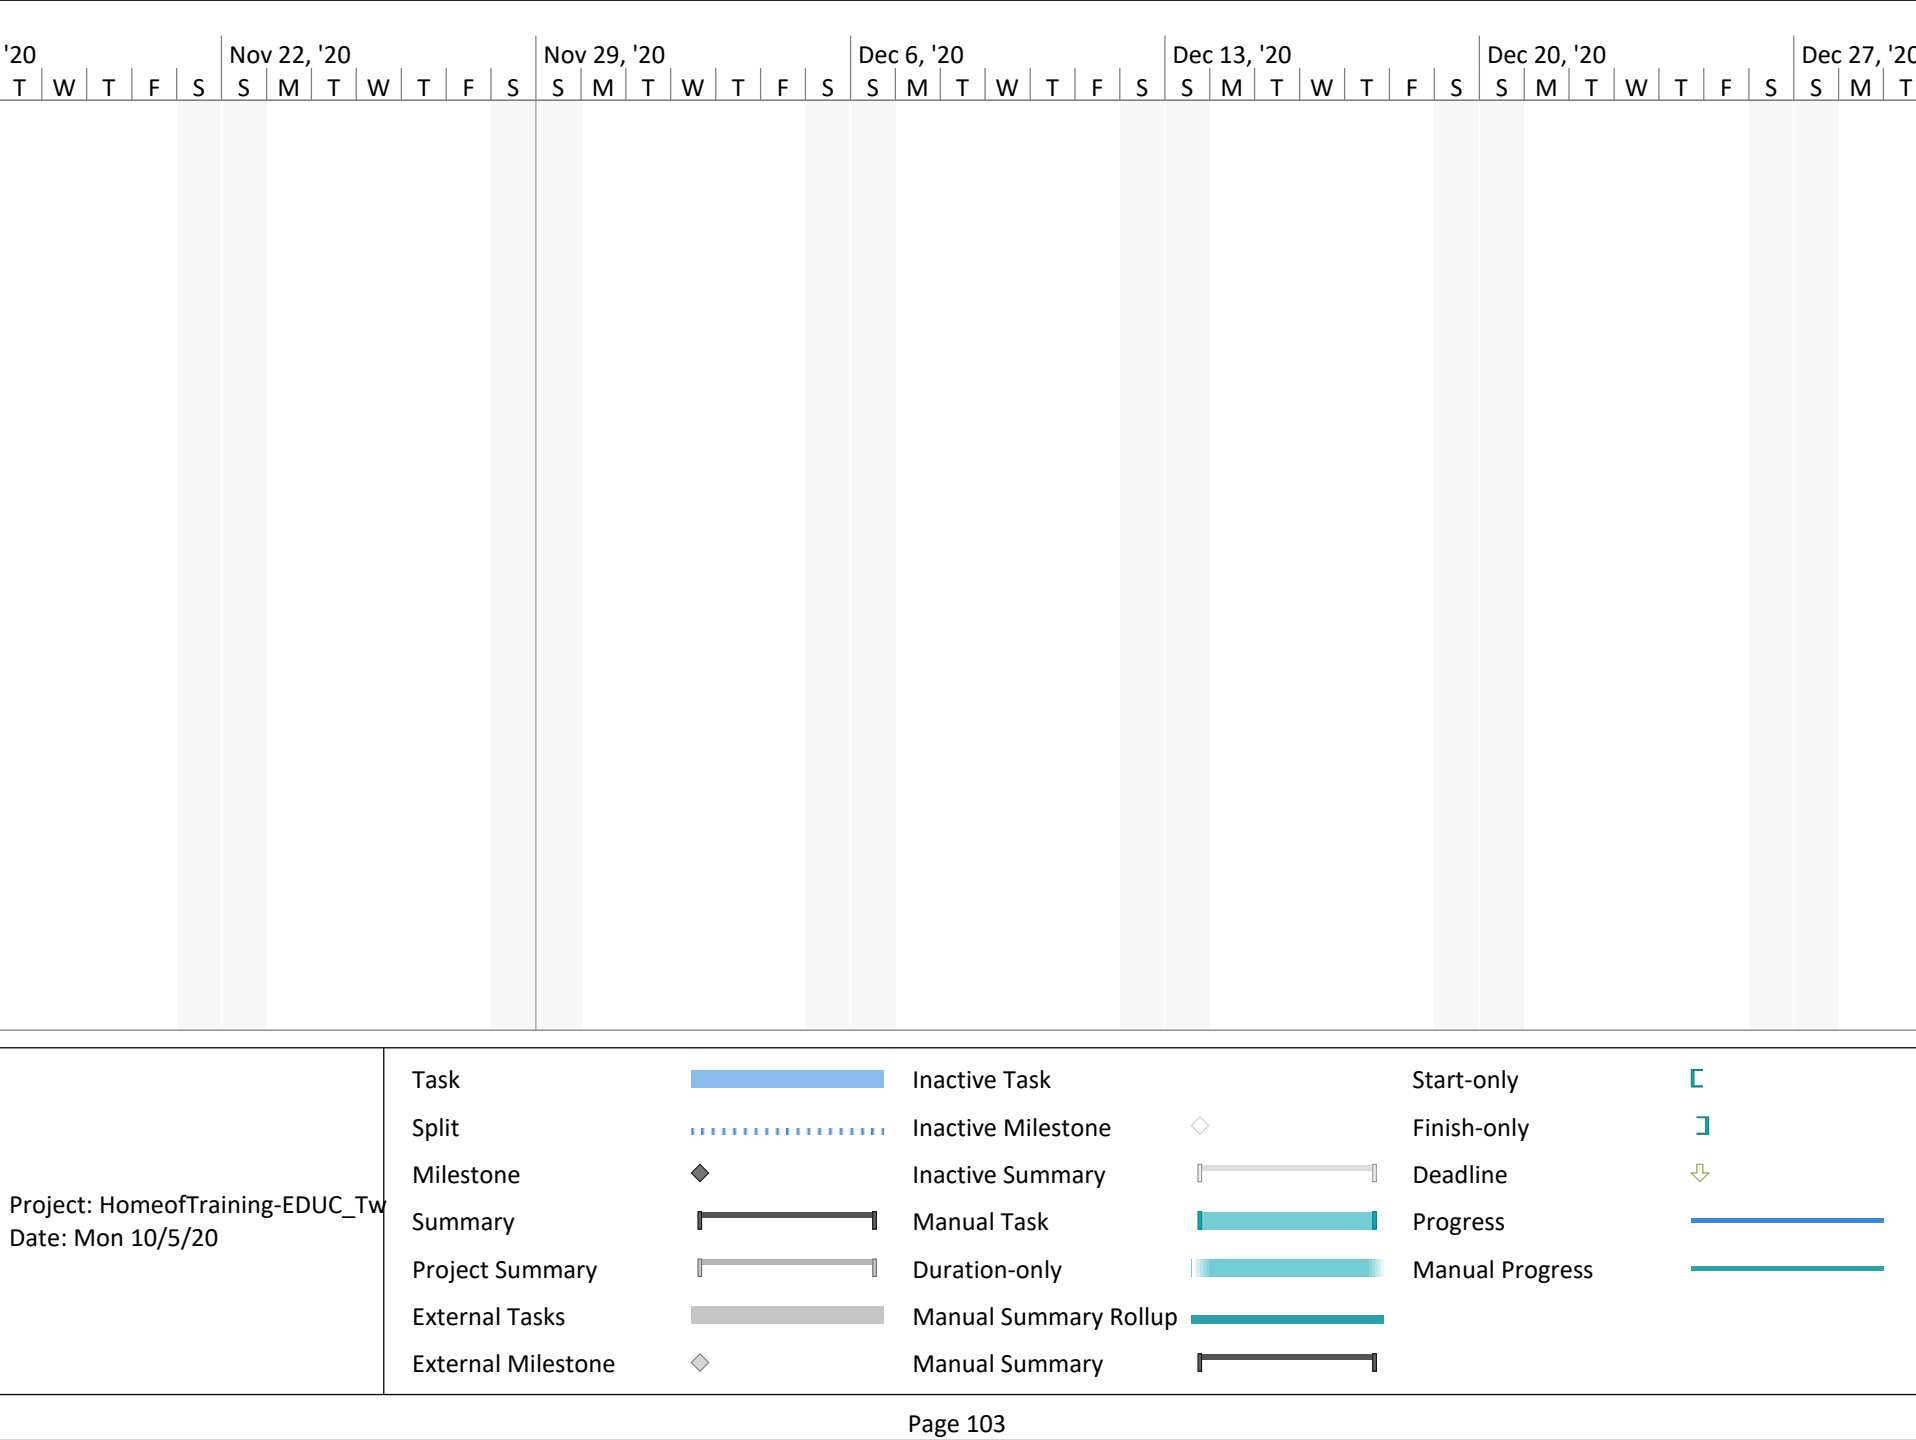 '20 Nov 22, '20 Nov 29, '20 Dec 6, '20 Dec 13, '20 Dec 20, '20 Dec 27, '20
T W T F S S M T W T F S S M T W T F S S M T W T F S S M T W T F S S M T W T F S S M T
Task Inactive Task Start-only
Split Inactive Milestone Finish-only
Milestone Inactive Summary Deadline
Project: HomeofTraining-EDUC_Tw
Summary Manual Task Progress
Date: Mon 10/5/20
Project Summary Duration-only Manual Progress
External Tasks Manual Summary Rollup
External Milestone Manual Summary
Page 103